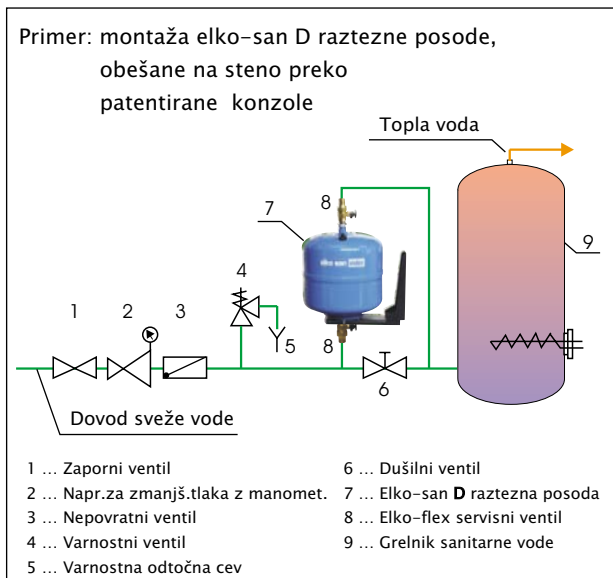 Primer: montaža elko-san D raztezne posode,
obešane na steno preko
patentirane konzole
Topla voda
8
7
9
4
elko-san
1 2 3
5 8
6
Dovod sveže vode
1 ... Zaporni ventil
2 ... Napr.za zmanjš.tlaka z manomet.
3 ... Nepovratni ventil
4 ... Varnostni ventil
5 ... Varnostna odtočna cev
6 ... Dušilni ventil
7 ... Elko-san D raztezna posoda
8 ... Elko-flex servisni ventil
9 ... Grelnik sanitarne vode